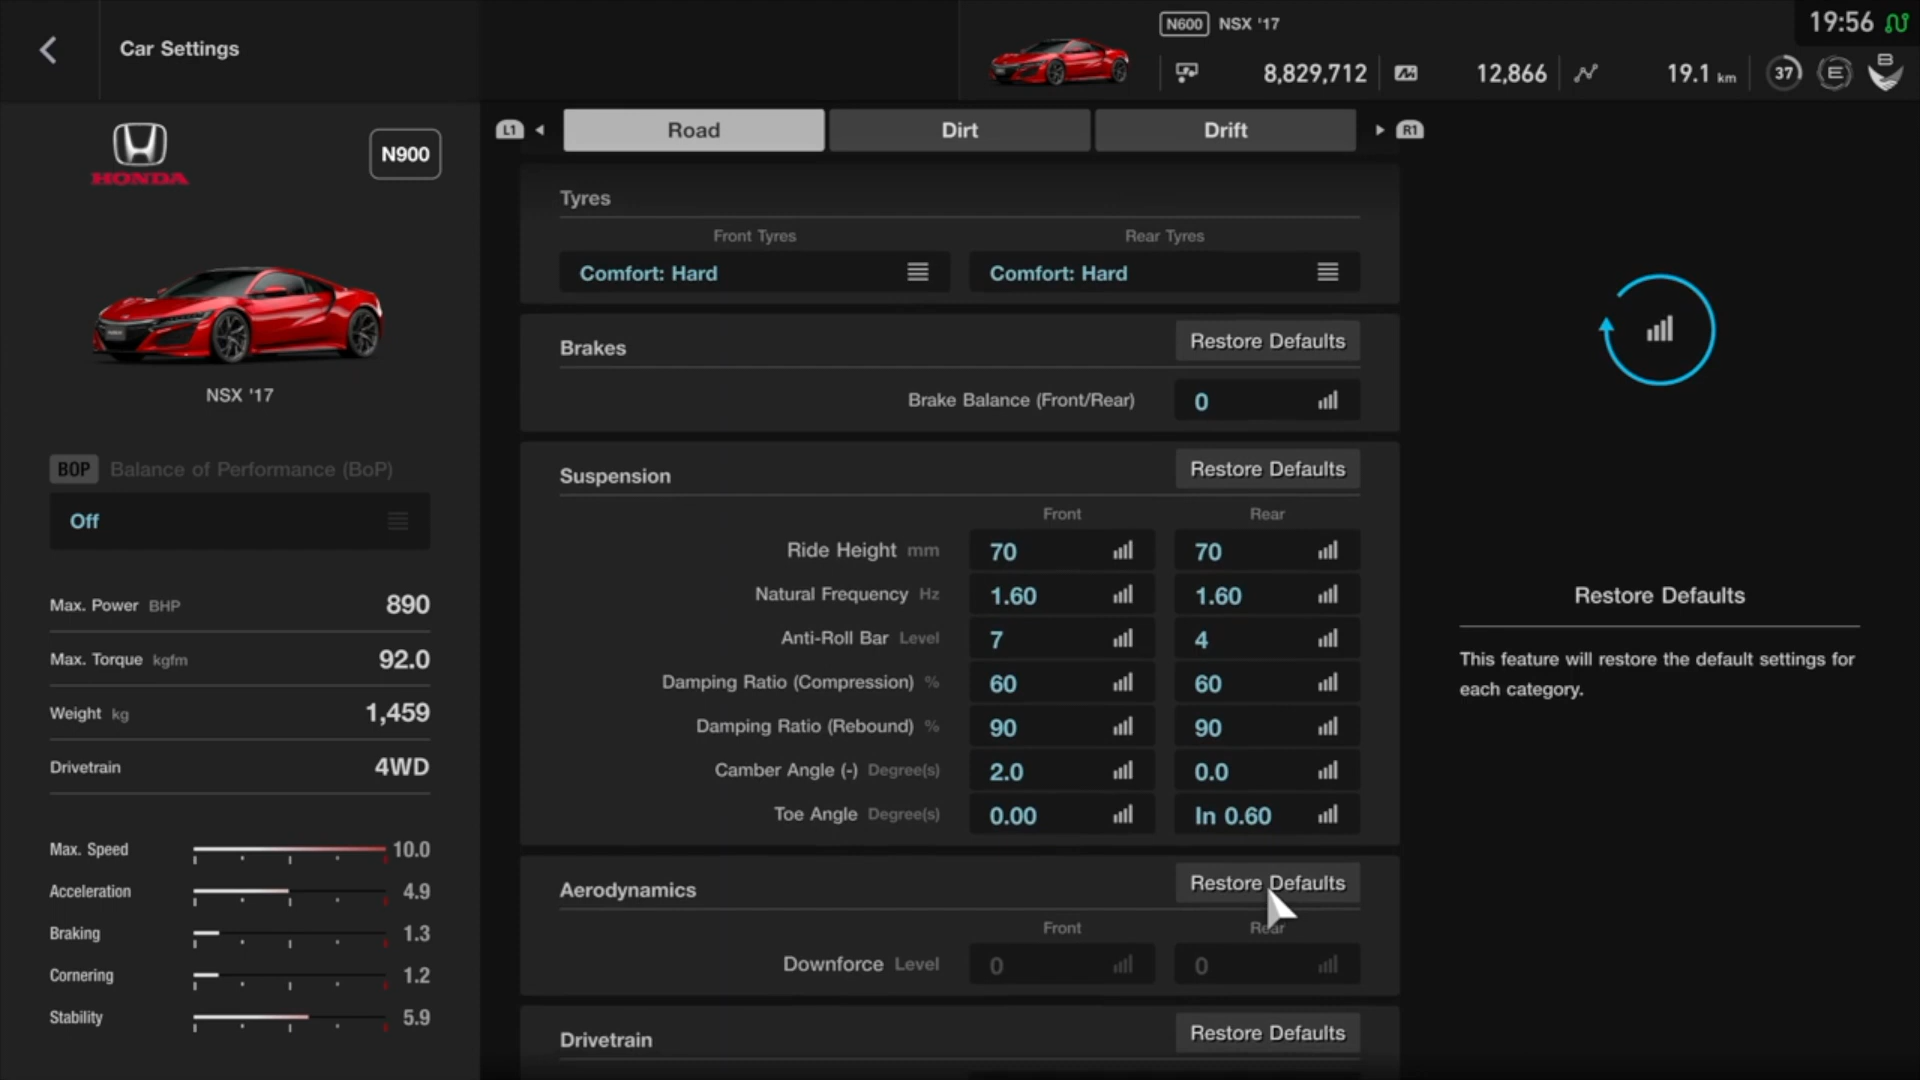 Car Settings
N600 NSX '17
19:56
8,829,712
12,866
19.1 km
37
E
B
HONDA
N900
NSX '17
BOP Balance of Performance (BoP)
Off
Max. Power BHP 890
Max. Torque kgfm 92.0
Weight kg 1,459
Drivetrain 4WD
Max. Speed 10.0
Acceleration 4.9
Braking 1.3
Cornering 1.2
Stability 5.9
L1 Road Dirt Drift R1
Tyres
Front Tyres Rear Tyres
Comfort: Hard Comfort: Hard
Brakes Restore Defaults
Brake Balance (Front/Rear) 0
Suspension Restore Defaults
Front Rear
Ride Height mm 70 70
Natural Frequency Hz 1.60 1.60
Anti-Roll Bar Level 7 4
Damping Ratio (Compression) % 60 60
Damping Ratio (Rebound) % 90 90
Camber Angle (-) Degree(s) 2.0 0.0
Toe Angle Degree(s) 0.00 In 0.60
Aerodynamics Restore Defaults
Front Rear
Downforce Level 0 0
Drivetrain Restore Defaults
Restore Defaults
This feature will restore the default settings for
each category.